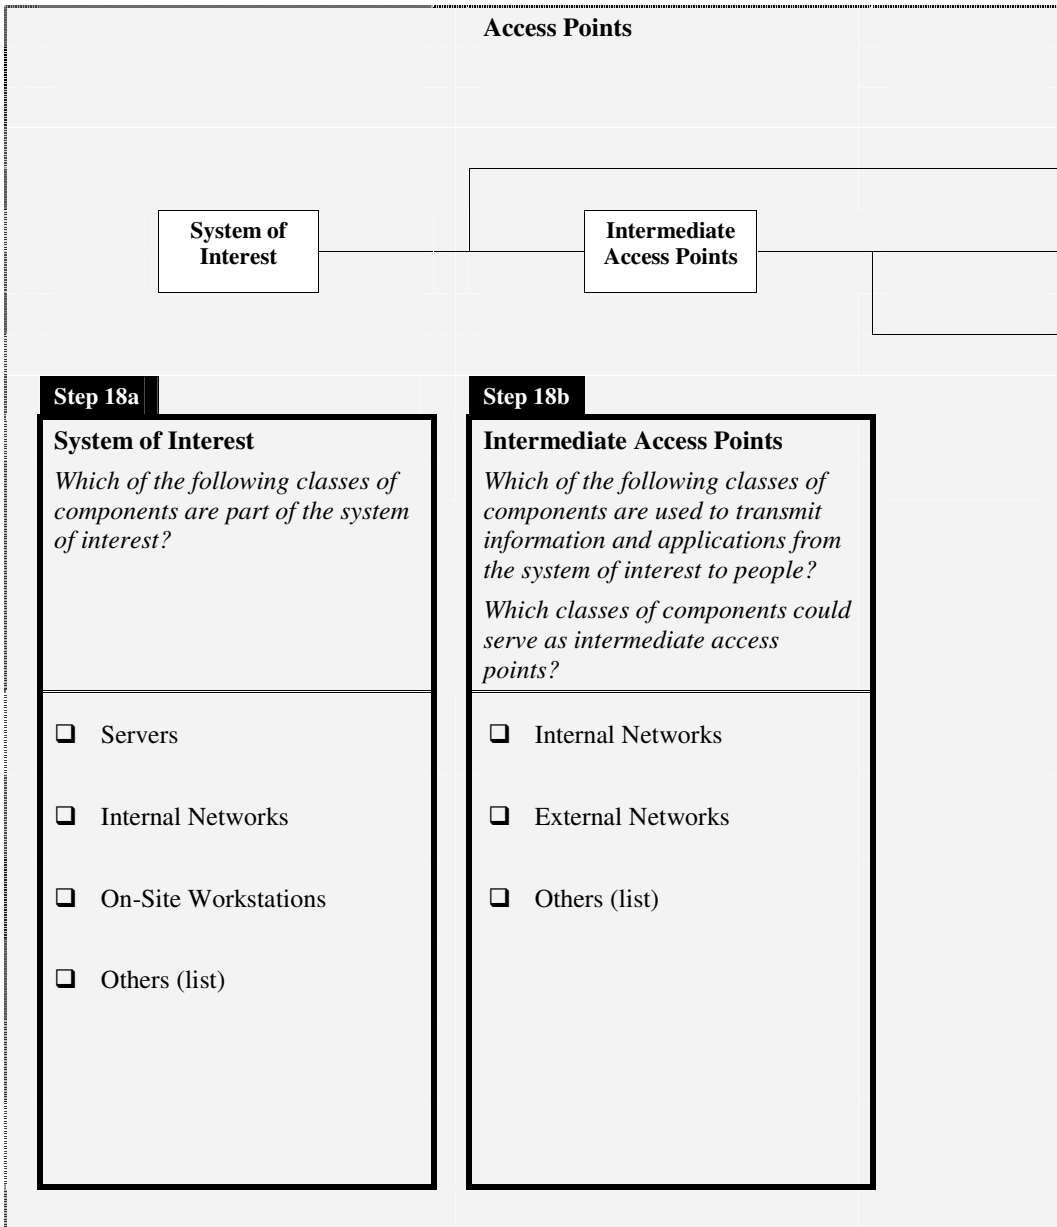 Access Points
System of
Interest
Intermediate
Access Points
Step 18a
System of Interest
Which of the following classes of
components are part of the system
of interest?
❑ Servers
❑ Internal Networks
❑ On-Site Workstations
❑ Others (list)
Step 18b
Intermediate Access Points
Which of the following classes of
components are used to transmit
information and applications from
the system of interest to people?
Which classes of components could
serve as intermediate access
points?
❑ Internal Networks
❑ External Networks
❑ Others (list)